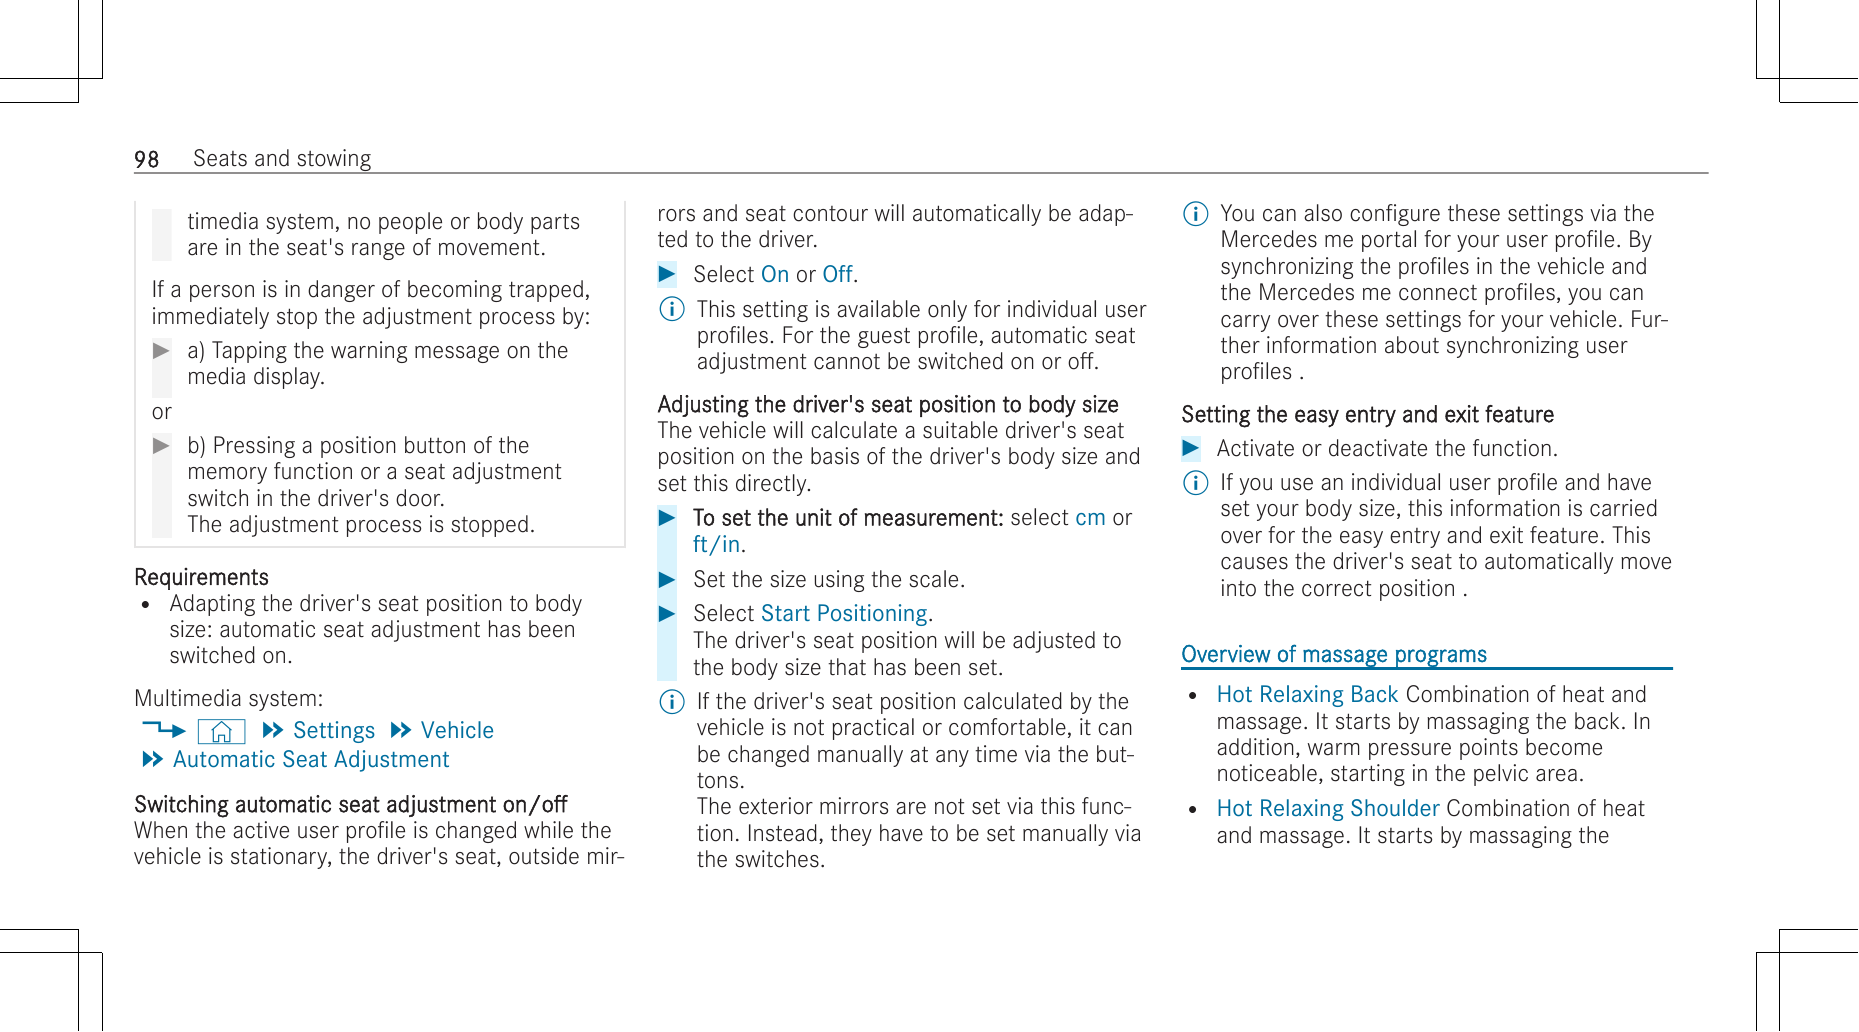 98 Seats and stowing
timedia system, no people or body parts
are in the seat's range of movement.
If a person is in danger of becoming trapped,
immediately stop the adjustment process by:
a) Tapping the warning message on the
media display.
or
b) Pressing a position button of the
memory function or a seat adjustment
switch in the driver's door.
The adjustment process is stopped.
Requirements
• Adapting the driver's seat position to body
size: automatic seat adjustment has been
switched on.
Multimedia system:
Settings Vehicle
Automatic Seat Adjustment
Switching automatic seat adjustment on/off
When the active user profile is changed while the
vehicle is stationary, the driver's seat, outside mir-
rors and seat contour will automatically be adap-
ted to the driver.
Select On or Off.
This setting is available only for individual user
profiles. For the guest profile, automatic seat
adjustment cannot be switched on or off.
Adjusting the driver's seat position to body size
The vehicle will calculate a suitable driver's seat
position on the basis of the driver's body size and
set this directly.
To set the unit of measurement: select cm or
ft/in.
Set the size using the scale.
Select Start Positioning.
The driver's seat position will be adjusted to
the body size that has been set.
If the driver's seat position calculated by the
vehicle is not practical or comfortable, it can
be changed manually at any time via the but-
tons.
The exterior mirrors are not set via this func-
tion. Instead, they have to be set manually via
the switches.
You can also configure these settings via the
Mercedes me portal for your user profile. By
synchronizing the profiles in the vehicle and
the Mercedes me connect profiles, you can
carry over these settings for your vehicle. Fur-
ther information about synchronizing user
profiles .
Setting the easy entry and exit feature
Activate or deactivate the function.
If you use an individual user profile and have
set your body size, this information is carried
over for the easy entry and exit feature. This
causes the driver's seat to automatically move
into the correct position .
Overview of massage programs
• Hot Relaxing Back Combination of heat and
massage. It starts by massaging the back. In
addition, warm pressure points become
noticeable, starting in the pelvic area.
• Hot Relaxing Shoulder Combination of heat
and massage. It starts by massaging the